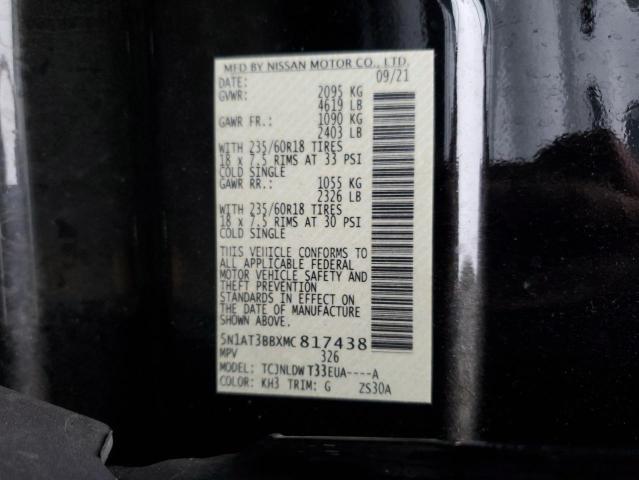 MFD BY NISSAN MOTOR CO., LTD.
DATE: 09/21
GVWR: 2095 KG
4619 LB
GAWR FR.: 1090 KG
2403 LB
WITH 235/60R18 TIRES
18 x 7.5 RIMS AT 33 PSI
COLD SINGLE
GAWR RR.: 1055 KG
2326 LB
WITH 235/60R18 TIRES
18 x 7.5 RIMS AT 30 PSI
COLD SINGLE
THIS VEHICLE CONFORMS TO
ALL APPLICABLE FEDERAL
MOTOR VEHICLE SAFETY AND
THEFT PREVENTION
STANDARDS IN EFFECT ON
THE DATE OF MANUFACTURE
SHOWN ABOVE.
5N1AT3BBXMC817438
MPV 326
MODEL: TCJNLDW T33EUA----A
COLOR: KH3 TRIM: G ZS30A